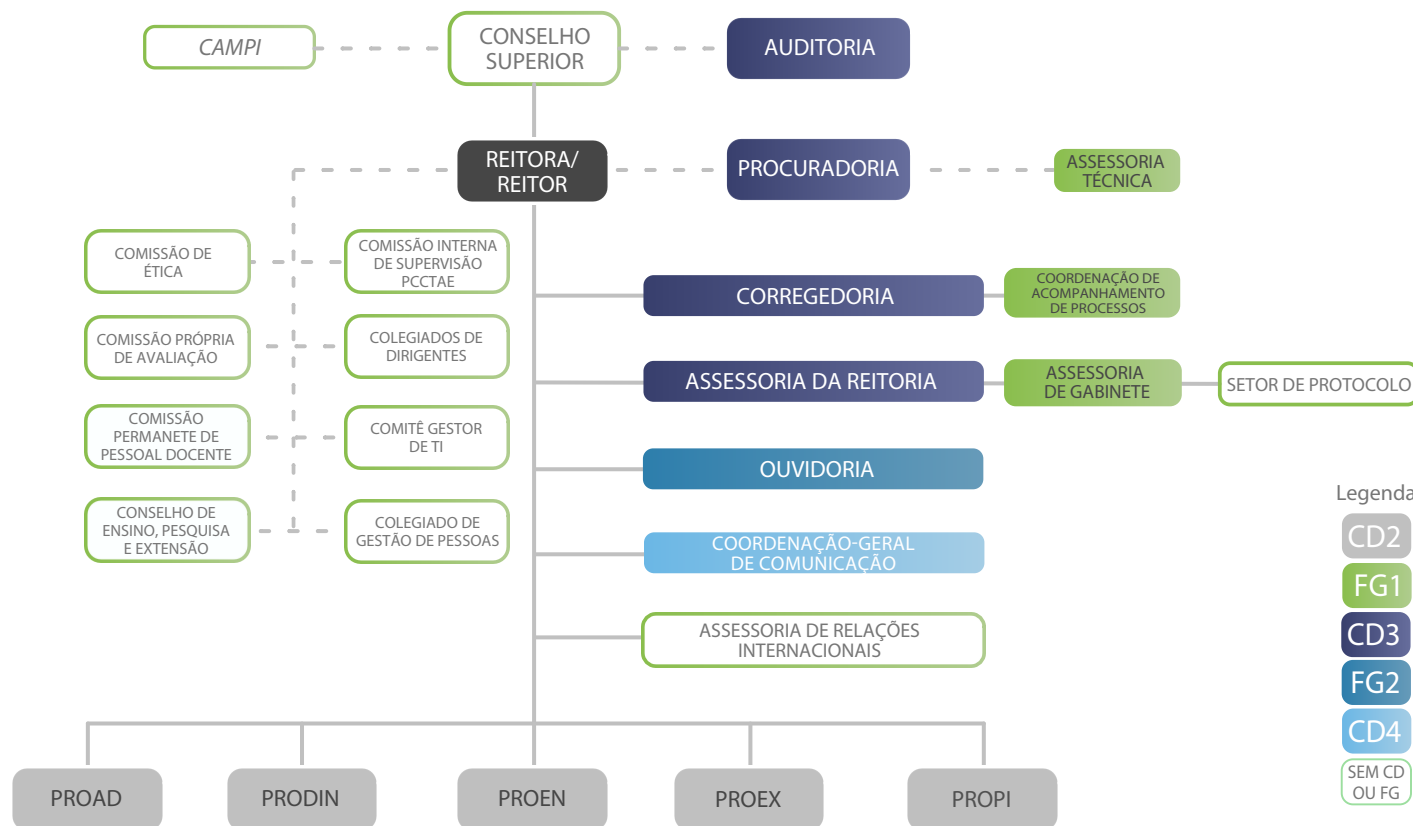 CAMPI
CONSELHO
SUPERIOR
AUDITORIA
REITORA/
REITOR
PROCURADORIA
ASSESSORIA
TÉCNICA
COMISSÃO DE
ÉTICA
COMISSÃO INTERNA
DE SUPERVISÃO
PCCTAE
CORREGEDORIA
COORDENAÇÃO DE
ACOMPANHAMENTO
DE PROCESSOS
COMISSÃO PRÓPRIA
DE AVALIAÇÃO
COLEGIADOS DE
DIRIGENTES
ASSESSORIA DA REITORIA
ASSESSORIA
DE GABINETE
SETOR DE PROTOCOLO
COMISSÃO
PERMANETE DE
PESSOAL DOCENTE
COMITÊ GESTOR
DE TI
OUVIDORIA
CONSELHO DE
ENSINO, PESQUISA
E EXTENSÃO
COLEGIADO DE
GESTÃO DE PESSOAS
COORDENAÇÃO-GERAL
DE COMUNICAÇÃO
ASSESSORIA DE RELAÇÕES
INTERNACIONAIS
PROAD
PRODIN
PROEN
PROEX
PROPI
Legenda
CD2
FG1
CD3
FG2
CD4
SEM CD
OU FG